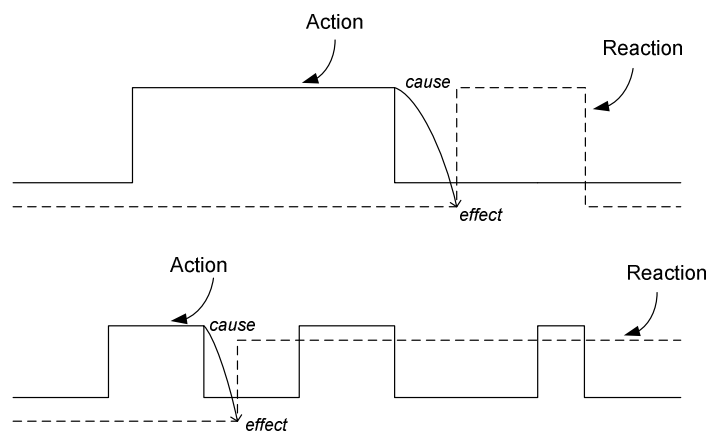 Action
Reaction
cause
effect
Action
Reaction
cause
effect